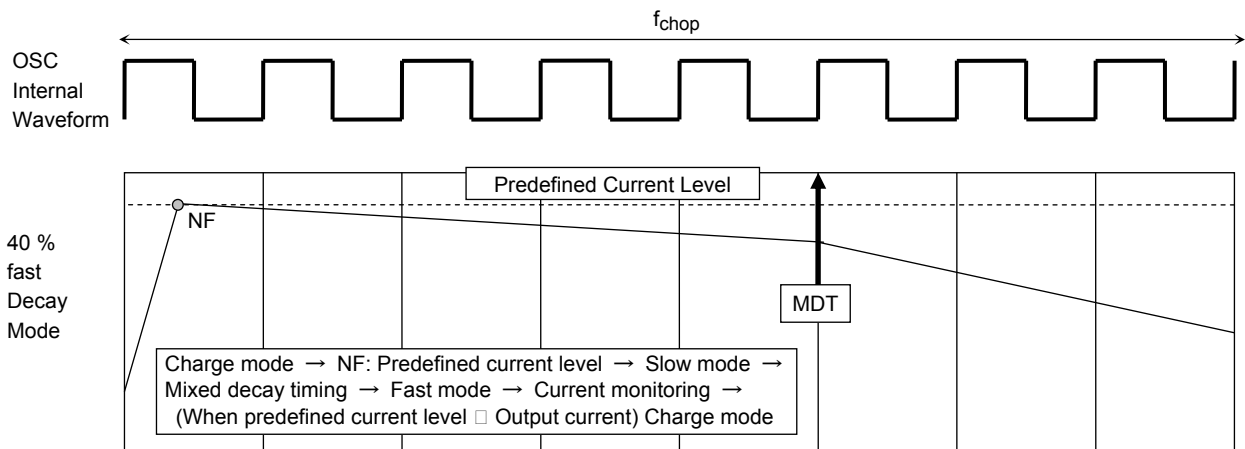 fchop
OSC
Internal
Waveform
Predefined Current Level
NF
40 %
fast
Decay
Mode
MDT
Charge mode → NF: Predefined current level → Slow mode →
Mixed decay timing → Fast mode → Current monitoring →
(When predefined current level □ Output current) Charge mode